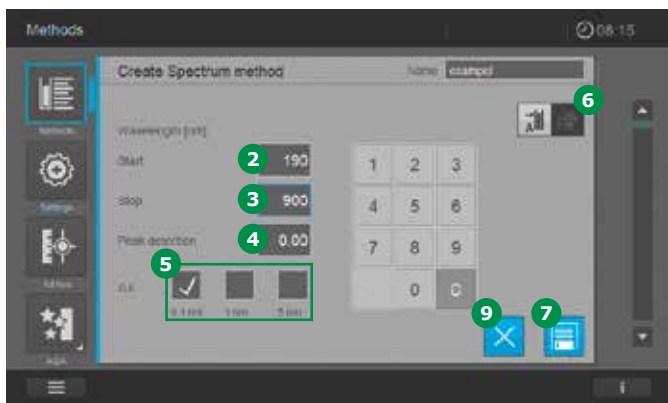 Methods
08:15
Create Spectrum method
Name
exampl
6
Methods
Wavelength [nm]
Start
2
190
1 2 3
Stop
3
900
4 5 6
Settings
Peak detection
4
0.00
7 8 9
5
Δλ
0 C
0.1 nm 1 nm 5 nm
9
7
AQA
i